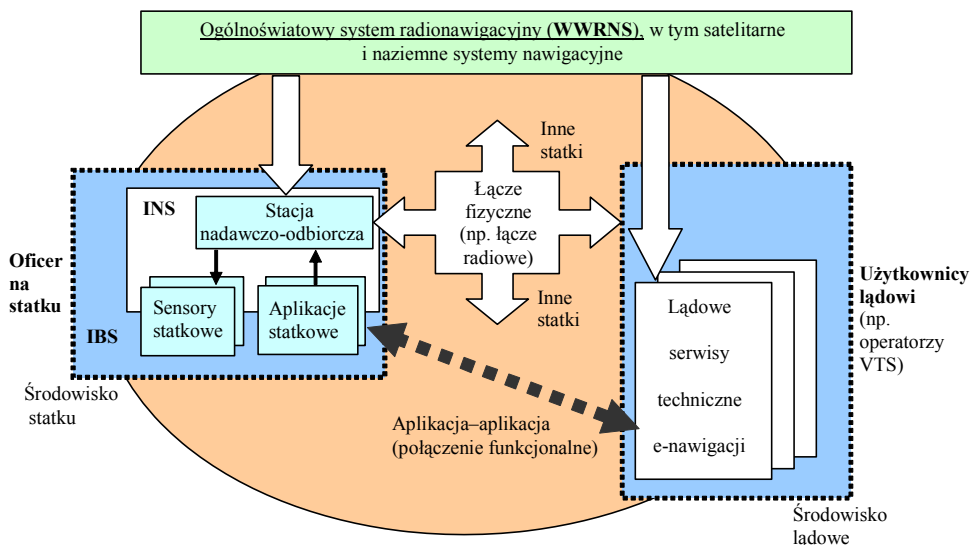 Ogólnoświatowy system radionawigacyjny (WWRNS), w tym satelitarne
i naziemne systemy nawigacyjne
Inne
statki
INS
Stacja
nadawczo-odbiorcza
Łącze
fizyczne
(np. łącze
radiowe)
Oficer
na
statku
Sensory
statkowe
Aplikacje
statkowe
IBS
Inne
statki
Użytkownicy
lądowi
(np.
operatorzy
VTS)
Lądowe
serwisy
techniczne
e-nawigacji
Środowisko
statku
Aplikacja–aplikacja
(połączenie funkcjonalne)
Środowisko
lądowe